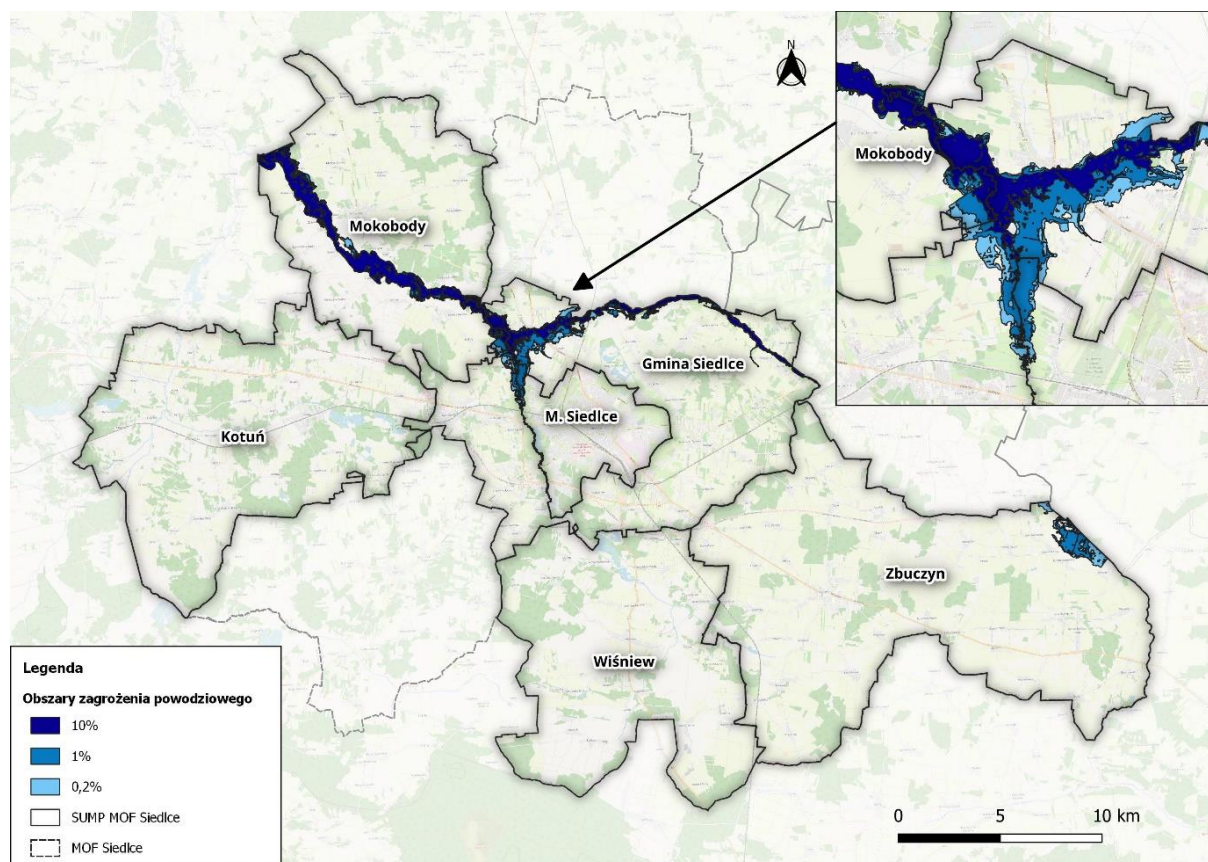 N
Mokobody
Mokobody
Gmina Siedlce
M. Siedlce
Kotuń
Zbuczyn
Wiśniew
Legenda
Obszary zagrożenia powodziowego
10%
1%
0,2%
SUMP MOF Siedlce
MOF Siedlce
0 5 10 km